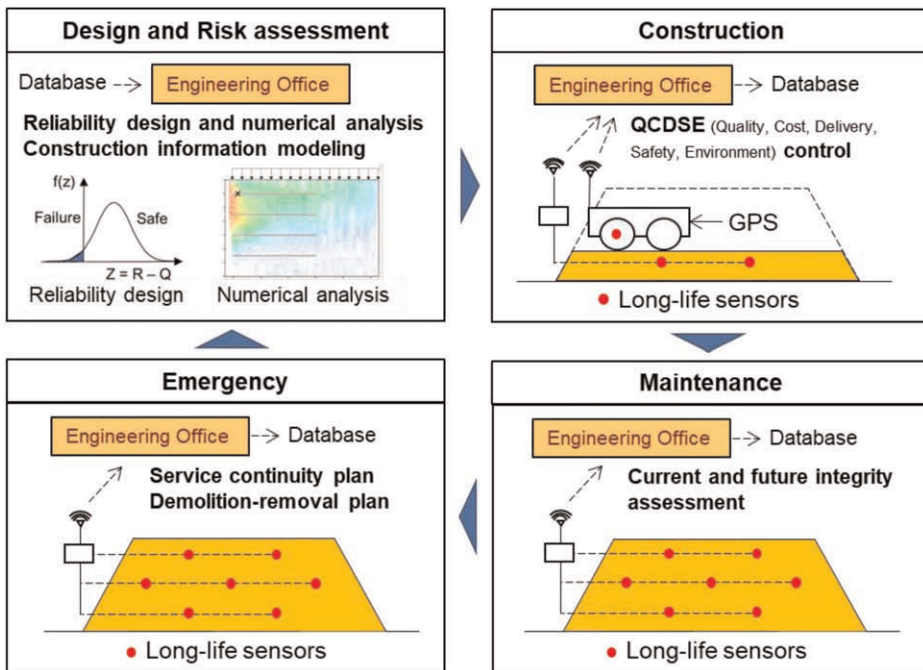 Design and Risk assessment
Database
Engineering Office
Reliability design and numerical analysis
Construction information modeling
f(z)
Failure
Safe
Z = R – Q
Reliability design
Numerical analysis
Construction
Engineering Office
Database
QCDSE (Quality, Cost, Delivery,
Safety, Environment) control
GPS
Long-life sensors
Emergency
Engineering Office
Database
Service continuity plan
Demolition-removal plan
Long-life sensors
Maintenance
Engineering Office
Database
Current and future integrity
assessment
Long-life sensors